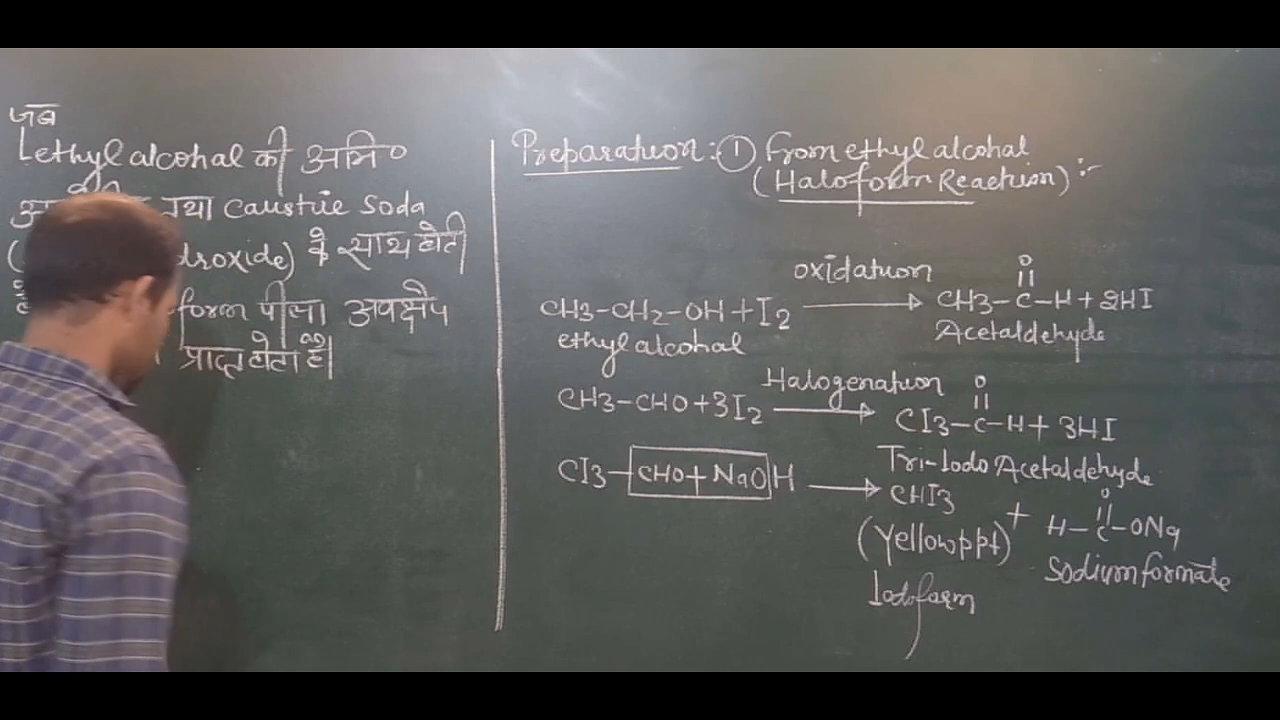 जब
ethyl alcohal की अभि०
तथा Caustic Soda
droxide) के साथ होती
form पीला अवक्षेप
प्राप्त होता है।
Preparation: ① From ethyl alcohal
(Haloform Reaction) :-
CH3-CH2-OH + I2 oxidation → CH3-C-H + 2HI
O
ethyl alcohal Acetaldehyde
CH3-CHO + 3I2 Halogenation → CI3-C-H + 3HI
O
Tri-Iodo Acetaldehyde
CI3-CHO + NaOH → CHI3 + H-C-ONa
O
(Yellow ppt) Sodium formate
Iodoform